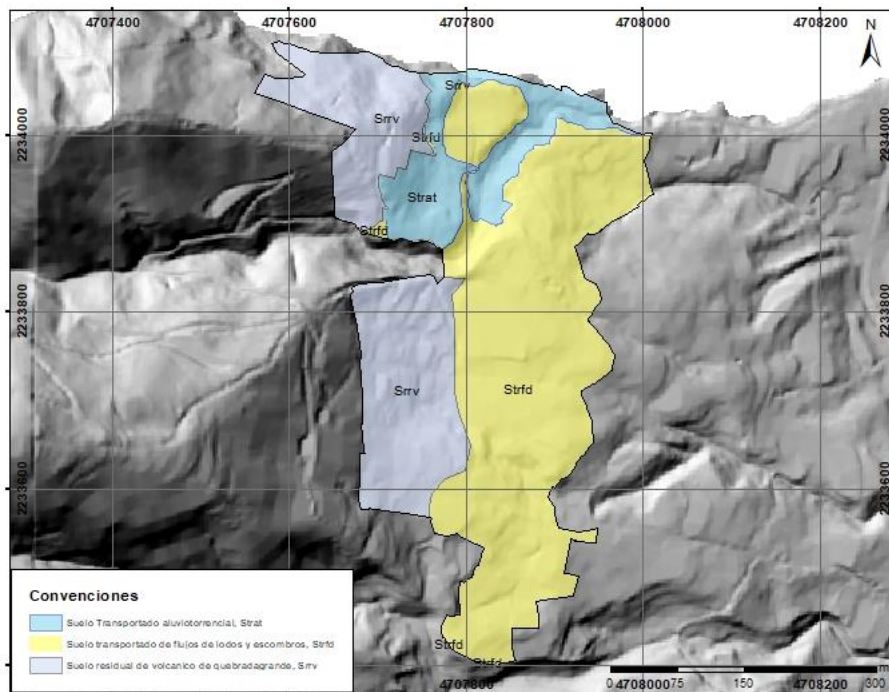 4707400 4707600 4707800 4708000 4708200
N
Srrv
Srrv
2234000 Strfd 2234000
Strat
Strfd
2233800 2233800
Srrv Strfd
2233600 2233600
Convenciones
Suelo Transportado aluviotorrencial, Strat
Suelo transportado de flujos de lodos y escombros, Strfd
Suelo residual de volcanico de quebradagrande, Srrv
Strfd
Strfd
0 75 150 300
m
4707800 4708000 4708200